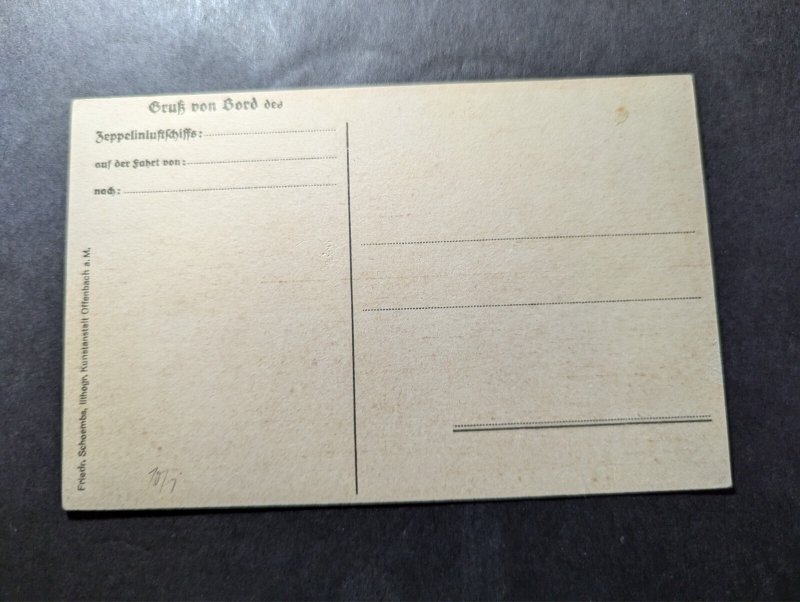 Gruß von Bord des
Zeppelinluftschiffs:
auf der Fahrt von:
nach:
Friedr. Schoembs, lithogr. Kunstanstalt Offenbach a. M.